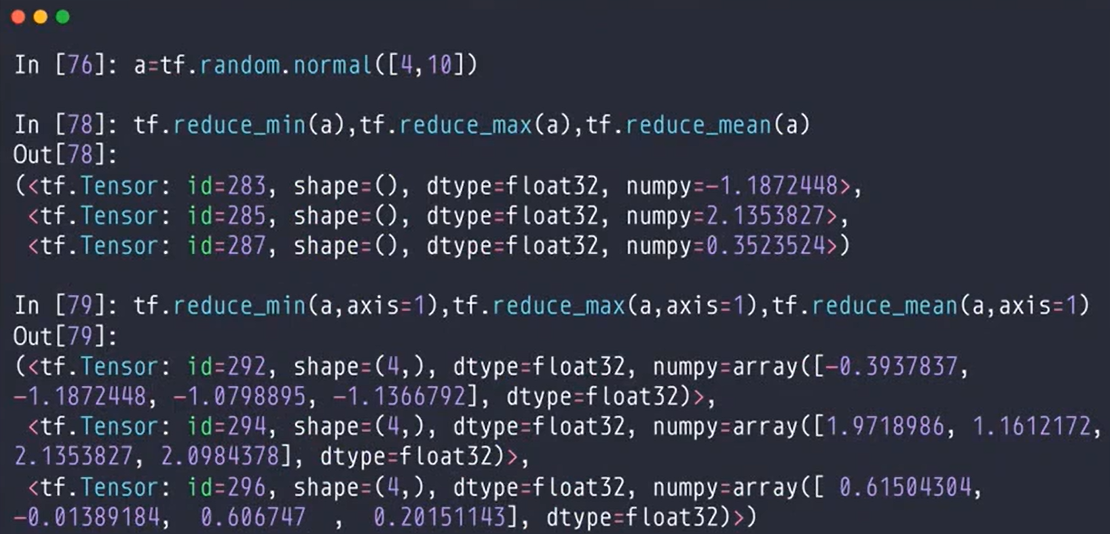 In [76]: a=tf.random.normal([4,10])
In [78]: tf.reduce_min(a),tf.reduce_max(a),tf.reduce_mean(a)
Out[78]:
(<tf.Tensor: id=283, shape=(), dtype=float32, numpy=-1.1872448>,
 <tf.Tensor: id=285, shape=(), dtype=float32, numpy=2.1353827>,
 <tf.Tensor: id=287, shape=(), dtype=float32, numpy=0.3523524>)
In [79]: tf.reduce_min(a,axis=1),tf.reduce_max(a,axis=1),tf.reduce_mean(a,axis=1)
Out[79]:
(<tf.Tensor: id=292, shape=(4,), dtype=float32, numpy=array([-0.3937837,
-1.1872448, -1.0798895, -1.1366792], dtype=float32)>,
 <tf.Tensor: id=294, shape=(4,), dtype=float32, numpy=array([1.9718986, 1.1612172,
2.1353827, 2.0984378], dtype=float32)>,
 <tf.Tensor: id=296, shape=(4,), dtype=float32, numpy=array([ 0.61504304,
-0.01389184,  0.606747  ,  0.20151143], dtype=float32)>)